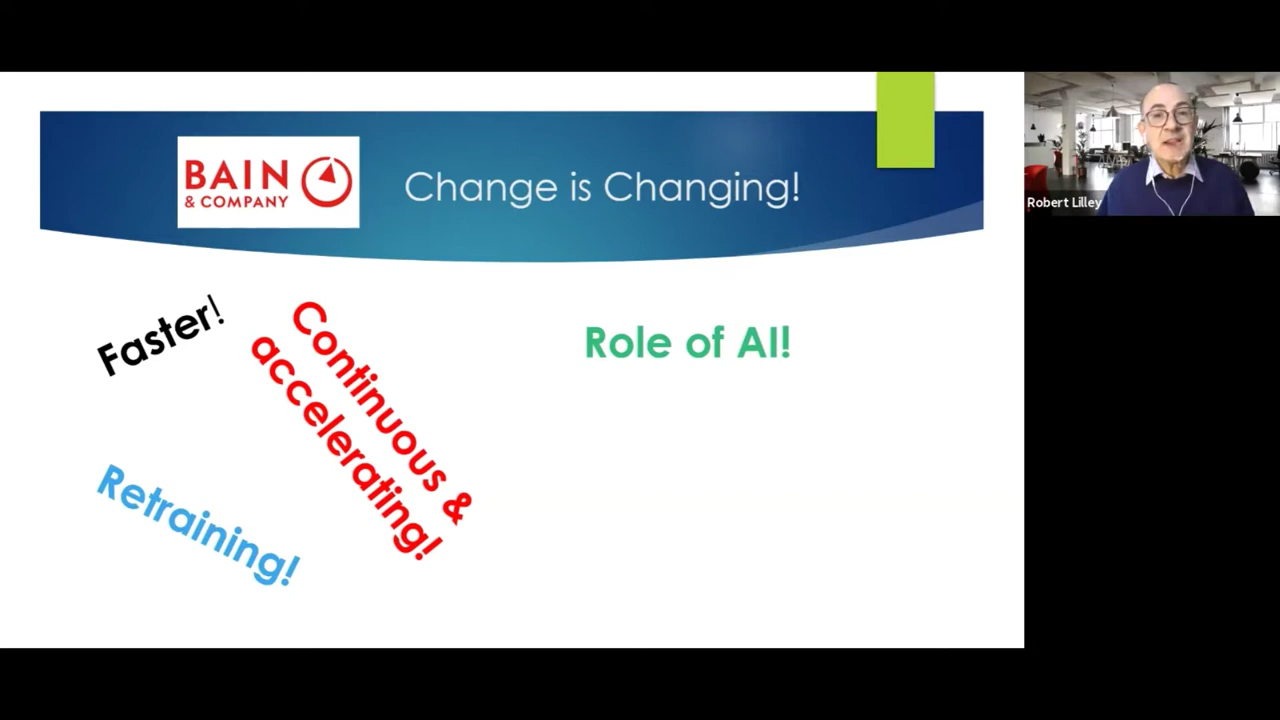 BAIN
& COMPANY
Change is Changing!
Robert Lilley
Faster!
Continuous &
accelerating!
Role of AI!
Retraining!